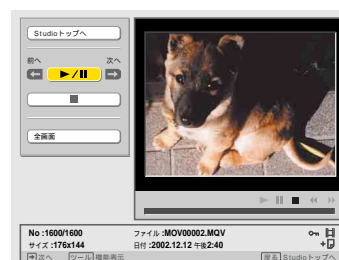 Studioトップへ
前へ 次へ
全画面
No :1600/1600 ファイル :MOV00002.MQV
サイズ :176x144 日付 :2002.12.12 午後2:40
次へ ツール 機能表示 戻る Studioトップへ